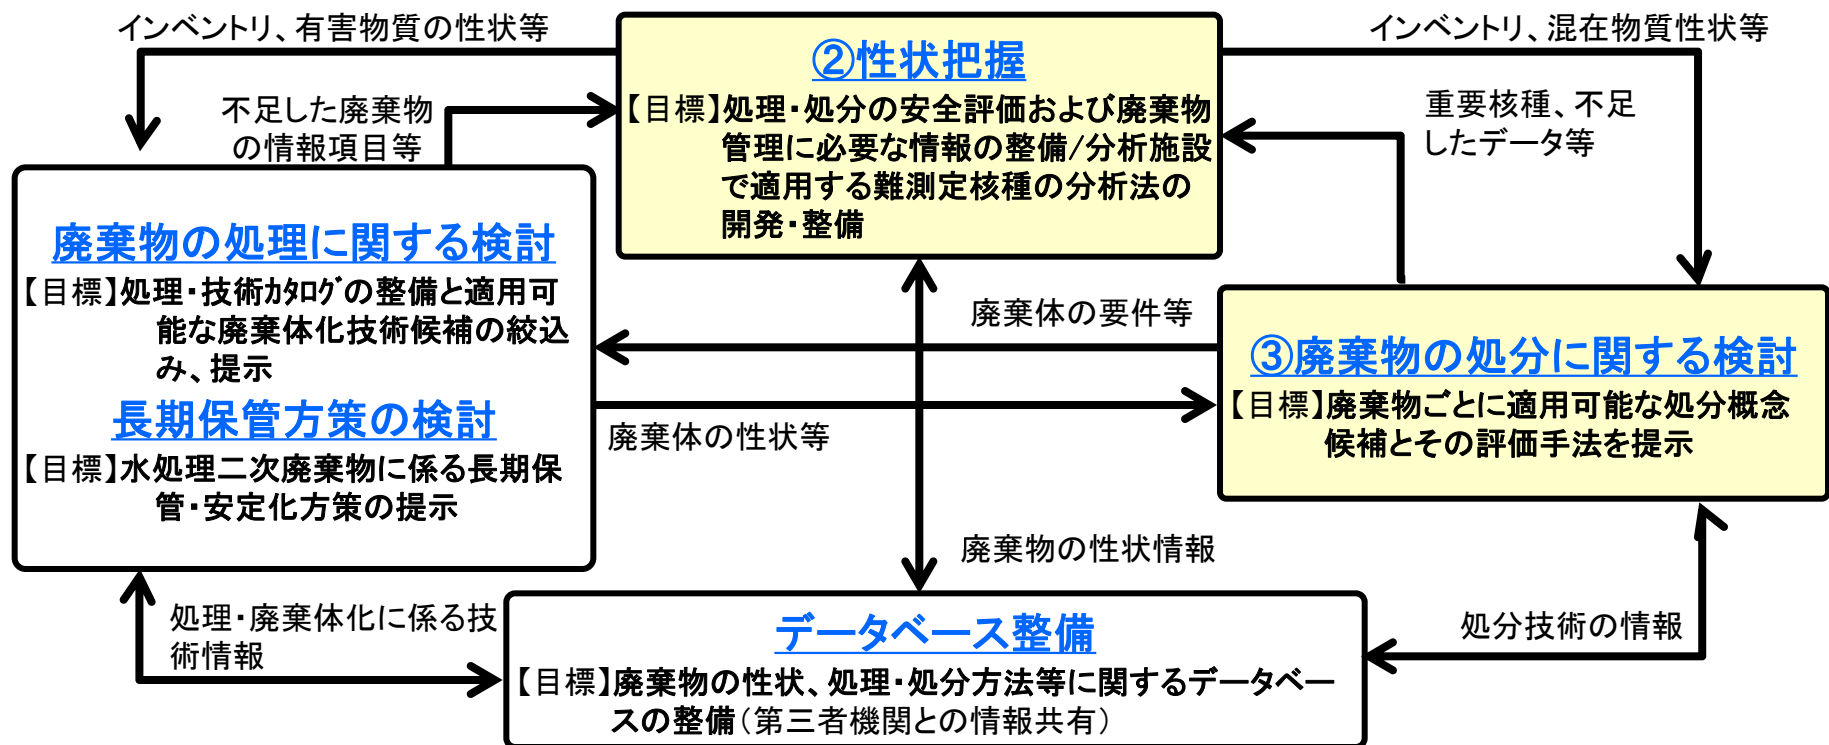 インベントリ、有害物質の性状等
インベントリ、混在物質性状等
②性状把握
【目標】処理・処分の安全評価および廃棄物
管理に必要な情報の整備/分析施設
で適用する難測定核種の分析法の
開発・整備
不足した廃棄物
の情報項目等
重要核種、不足
したデータ等
廃棄物の処理に関する検討
【目標】処理・技術ｶﾀﾛｸﾞの整備と適用可
能な廃棄体化技術候補の絞込
み、提示
長期保管方策の検討
【目標】水処理二次廃棄物に係る長期保
管・安定化方策の提示
廃棄体の要件等
廃棄体の性状等
③廃棄物の処分に関する検討
【目標】廃棄物ごとに適用可能な処分概念
候補とその評価手法を提示
廃棄物の性状情報
処理・廃棄体化に係る技
術情報
処分技術の情報
データベース整備
【目標】廃棄物の性状、処理・処分方法等に関するデータベー
スの整備（第三者機関との情報共有）